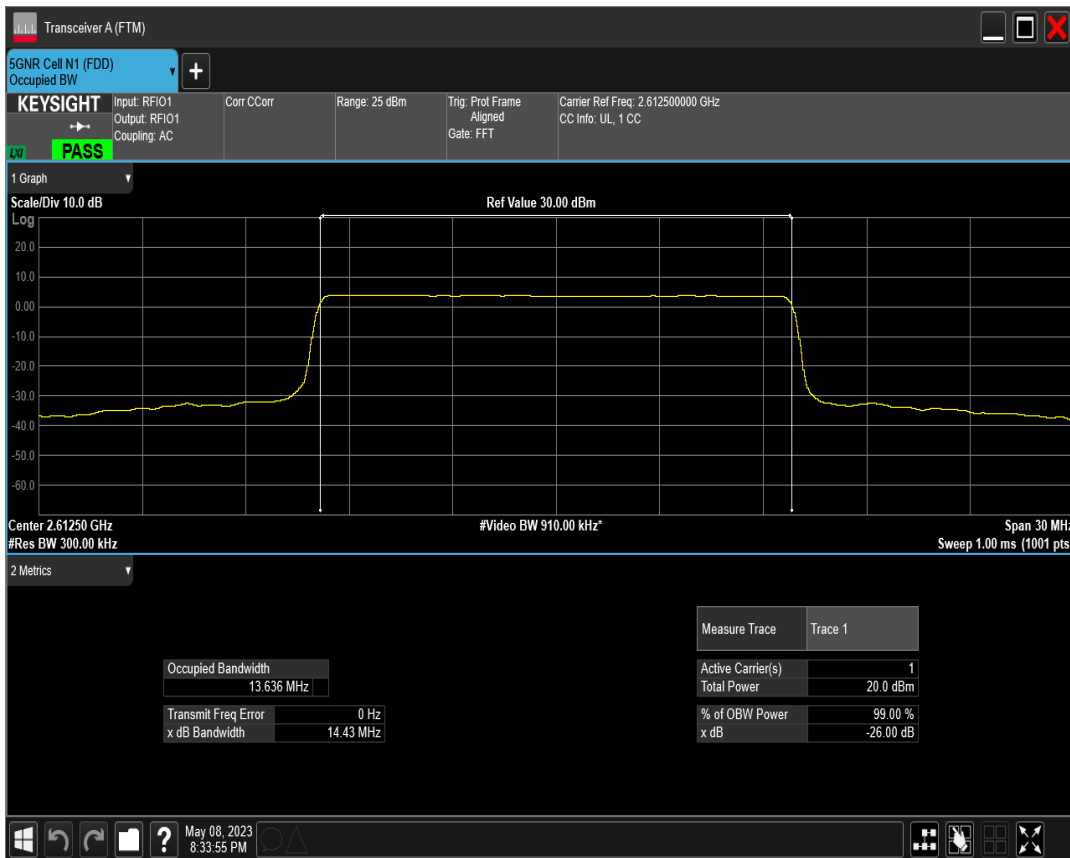 Transceiver A (FTM)
5GNR Cell N1 (FDD)
Occupied BW
+
KEYSIGHT
LXI
PASS
Input: RFIO1
Output: RFIO1
Coupling: AC
Corr CCorr
Range: 25 dBm
Trig: Prot Frame
Aligned
Gate: FFT
Carrier Ref Freq: 2.612500000 GHz
CC Info: UL, 1 CC
1 Graph
Scale/Div 10.0 dB
Ref Value 30.00 dBm
Log
20.0
10.0
0.00
-10.0
-20.0
-30.0
-40.0
-50.0
-60.0
Center 2.61250 GHz
#Video BW 910.00 kHz*
Span 30 MHz
#Res BW 300.00 kHz
Sweep 1.00 ms (1001 pts
2 Metrics
Measure Trace Trace 1
Occupied Bandwidth
13.636 MHz
Active Carrier(s) 1
Total Power 20.0 dBm
Transmit Freq Error 0 Hz
x dB Bandwidth 14.43 MHz
% of OBW Power 99.00 %
x dB -26.00 dB
?
May 08, 2023
8:33:55 PM